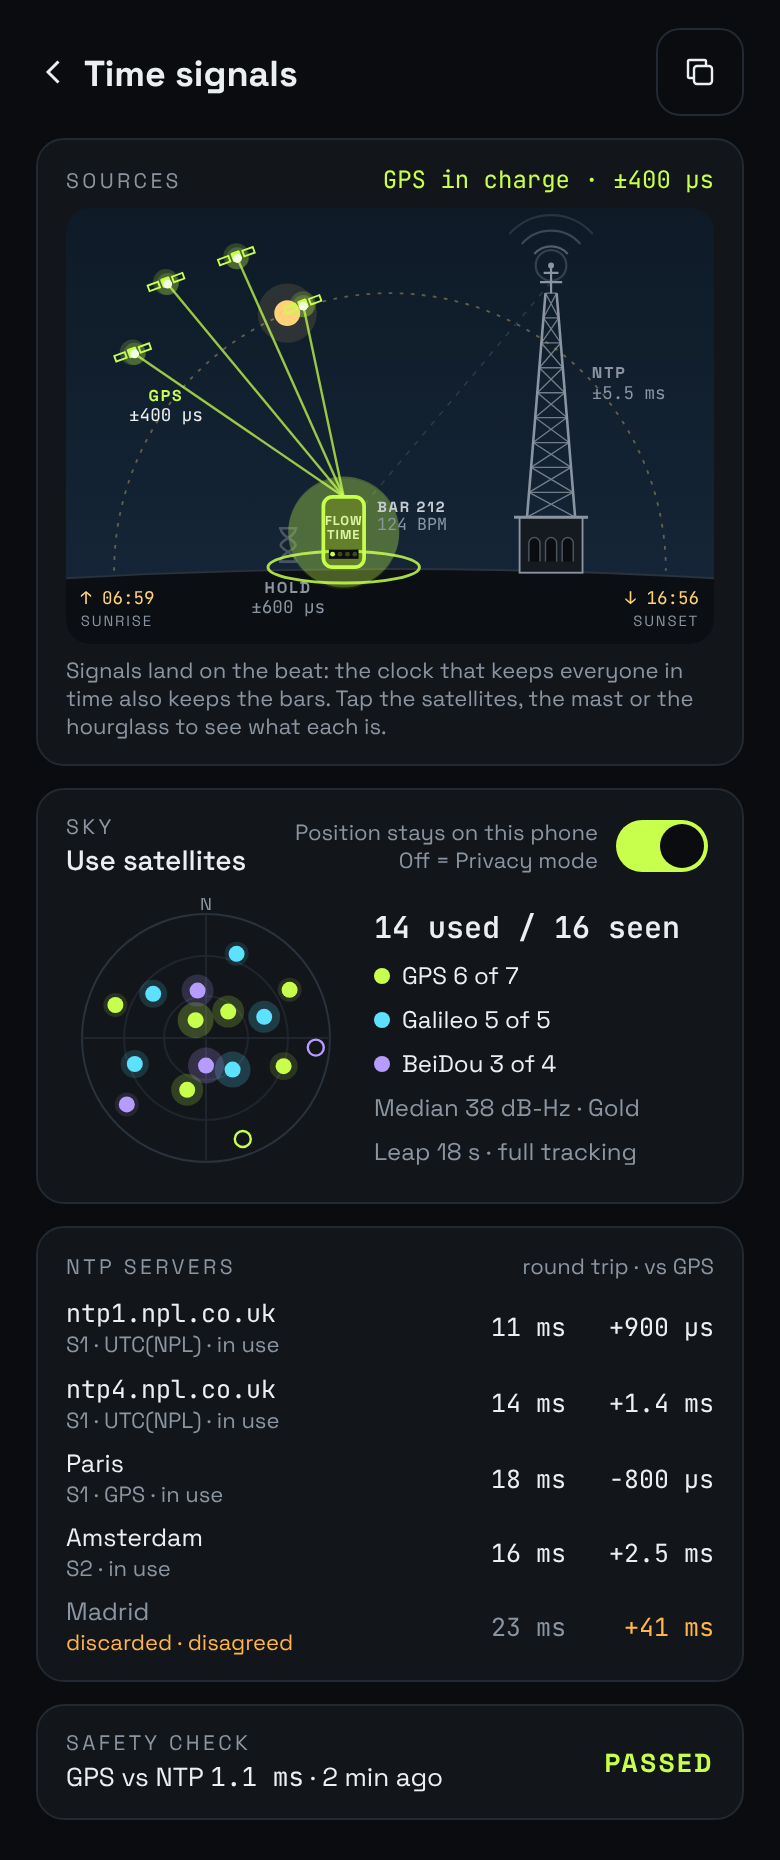 Time signals
SOURCES
GPS in charge · ±400 µs
GPS
±400 µs
NTP
±5.5 ms
BAR 212
124 BPM
FLOW
TIME
HOLD
±600 µs
↑ 06:59
SUNRISE
↓ 16:56
SUNSET
Signals land on the beat: the clock that keeps everyone in
time also keeps the bars. Tap the satellites, the mast or the
hourglass to see what each is.
SKY
Use satellites
Position stays on this phone
Off = Privacy mode
N
14 used / 16 seen
GPS 6 of 7
Galileo 5 of 5
BeiDou 3 of 4
Median 38 dB-Hz · Gold
Leap 18 s · full tracking
NTP SERVERS
round trip · vs GPS
ntp1.npl.co.uk
S1 · UTC(NPL) · in use
11 ms +900 µs
ntp4.npl.co.uk
S1 · UTC(NPL) · in use
14 ms +1.4 ms
Paris
S1 · GPS · in use
18 ms -800 µs
Amsterdam
S2 · in use
16 ms +2.5 ms
Madrid
discarded · disagreed
23 ms +41 ms
SAFETY CHECK
GPS vs NTP 1.1 ms · 2 min ago
PASSED